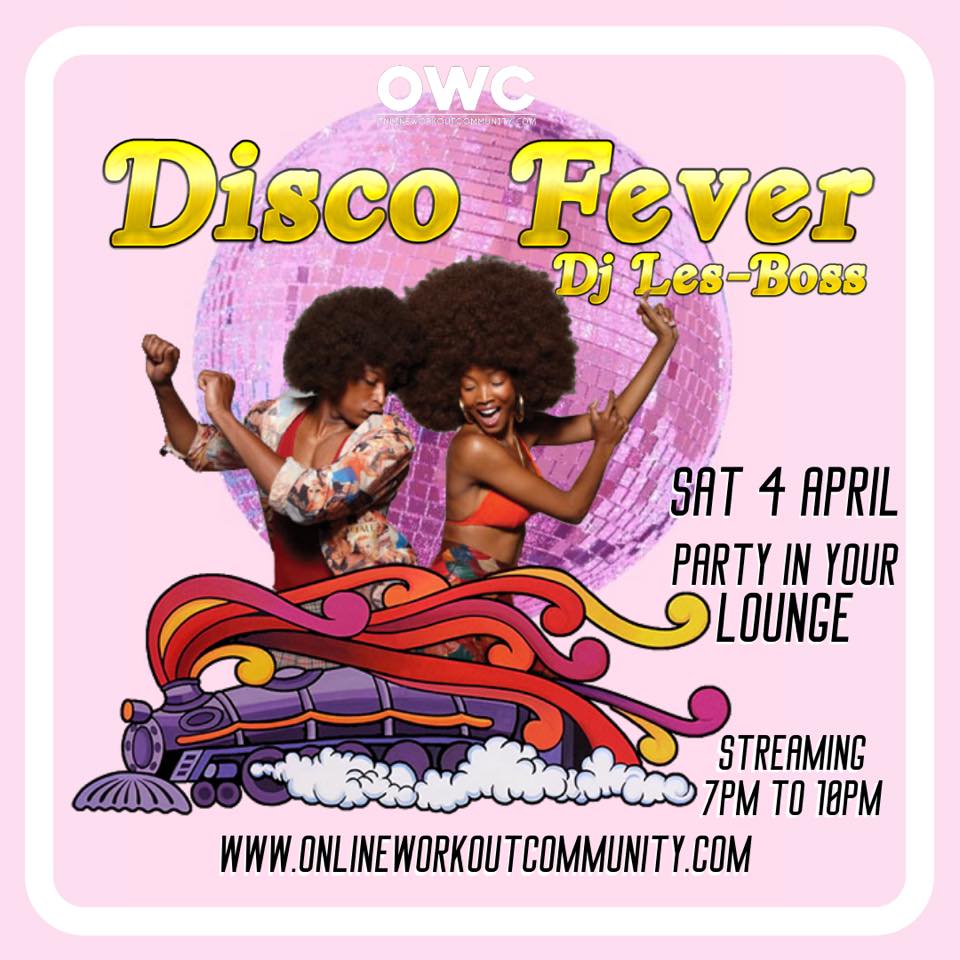 OWC
ONLINEWORKOUTCOMMUNITY.COM
Disco Fever
Dj Les-Boss
SAT 4 APRIL
PARTY IN YOUR
LOUNGE
STREAMING
7PM TO 10PM
WWW.ONLINEWORKOUTCOMMUNITY.COM